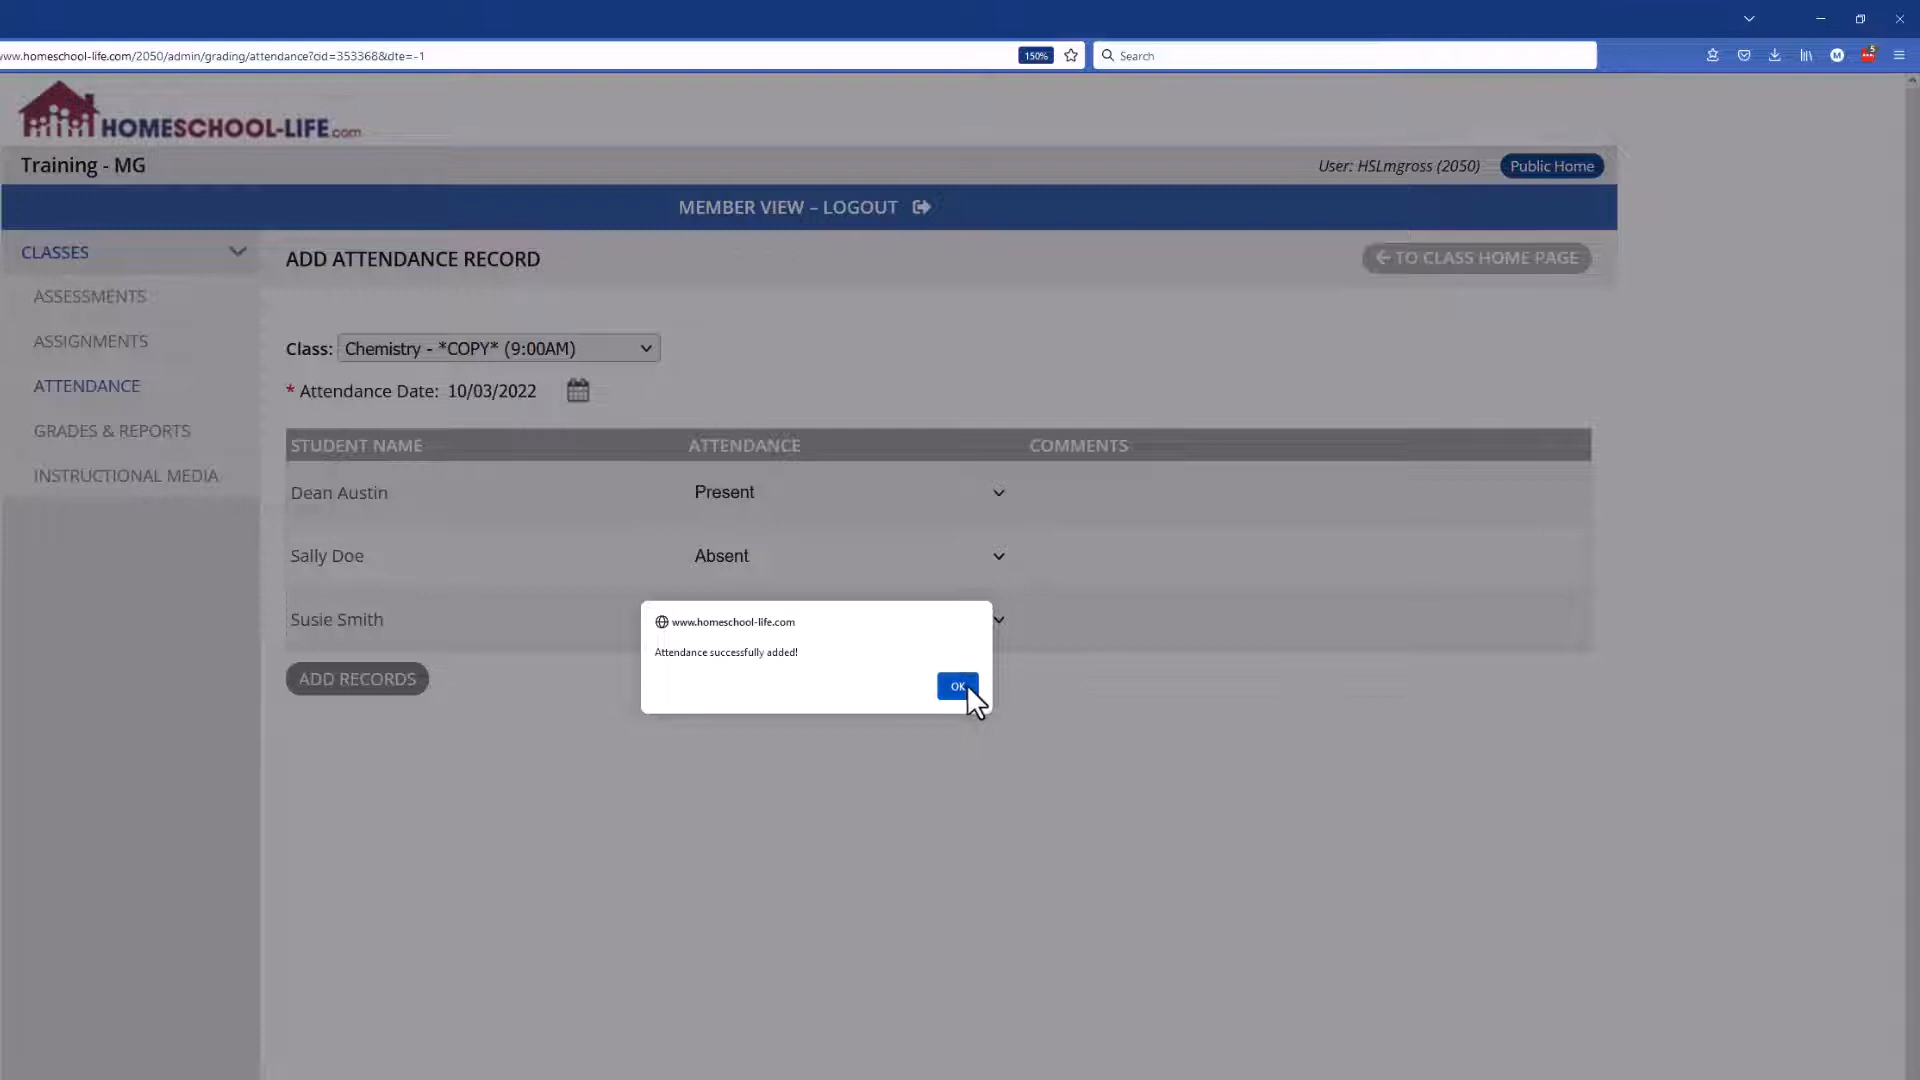 www.homeschool-life.com/2050/admin/grading/attendance?cid=353368&dte=-1
150%
Search
M
5
HOMESCHOOL-LIFE.com
Training - MG
User: HSLmgross (2050)
Public Home
MEMBER VIEW – LOGOUT
CLASSES
ADD ATTENDANCE RECORD
TO CLASS HOME PAGE
ASSESSMENTS
ASSIGNMENTS
ATTENDANCE
GRADES & REPORTS
INSTRUCTIONAL MEDIA
Class: Chemistry - *COPY* (9:00AM)
* Attendance Date: 10/03/2022
STUDENT NAME ATTENDANCE COMMENTS
Dean Austin Present
Sally Doe Absent
Susie Smith
www.homeschool-life.com
Attendance successfully added!
OK
ADD RECORDS